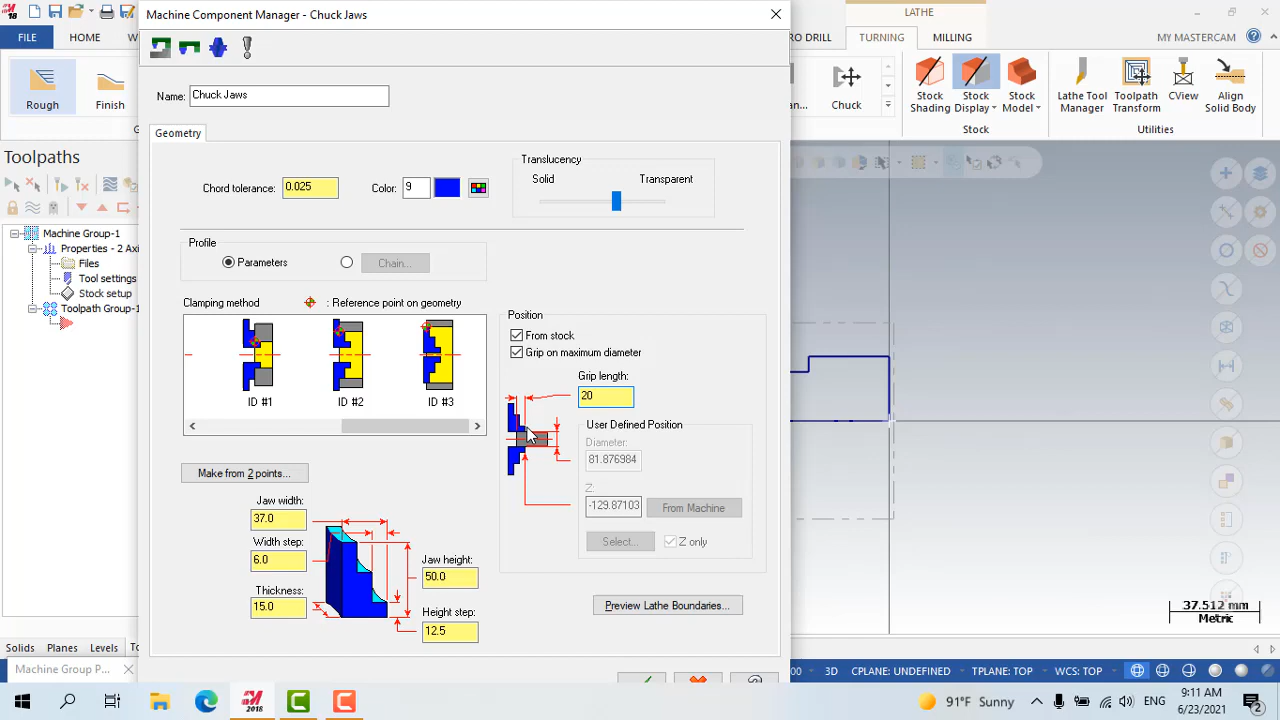 18
Machine Component Manager - Chuck Jaws
LATHE
FILE
HOME
W
RO DRILL
TURNING
MILLING
MY MASTERCAM
Rough
Finish
an...
Chuck
Stock Shading
Stock Display
Stock Model
Lathe Tool Manager
Toolpath Transform
CView
Align Solid Body
G
Stock
Utilities
Name:
Chuck Jaws
Geometry
Toolpaths
Machine Group-1
Properties - 2 Axi
Files
Tool settings
Stock setup
Toolpath Group-1
Chord tolerance:
0.025
Color:
9
Translucency
Solid
Transparent
Profile
Parameters
Chain...
Clamping method
: Reference point on geometry
ID #1
ID #2
ID #3
Position
From stock
Grip on maximum diameter
Grip length:
20
User Defined Position
Diameter:
81.876984
Z:
-129.87103
From Machine
Select...
Z only
Make from 2 points...
Jaw width:
37.0
Width step:
6.0
Thickness:
15.0
Jaw height:
50.0
Height step:
12.5
Preview Lathe Boundaries...
37.512 mm
Metric
Solids
Planes
Levels
To
Machine Group P...
00
3D
CPLANE: UNDEFINED
TPLANE: TOP
WCS: TOP
2018
91°F Sunny
ENG
9:11 AM
6/23/2021
2